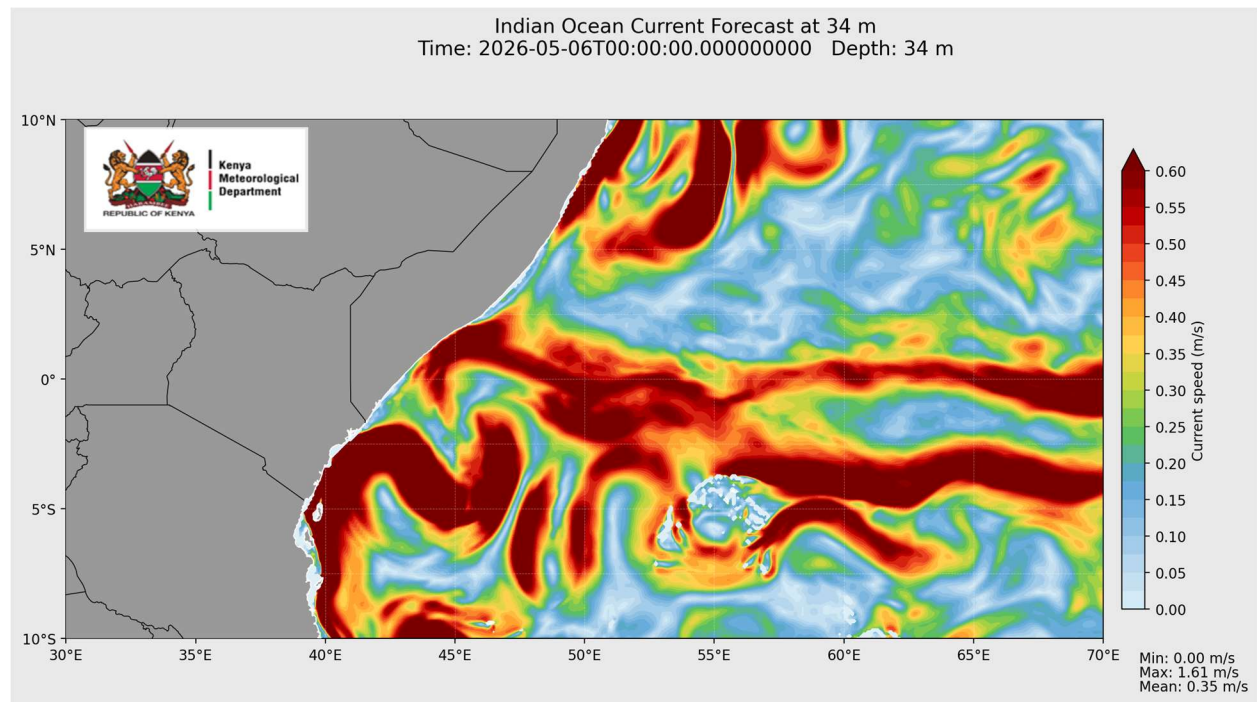 Indian Ocean Current Forecast at 34 m
Time: 2026-05-06T00:00:00.000000000   Depth: 34 m
10°N
5°N
0°
5°S
10°S
30°E
35°E
40°E
45°E
50°E
55°E
60°E
65°E
70°E
REPUBLIC OF KENYA
Kenya
Meteorological
Department
0.60
0.55
0.50
0.45
0.40
0.35
0.30
0.25
0.20
0.15
0.10
0.05
0.00
Current speed (m/s)
Min: 0.00 m/s
Max: 1.61 m/s
Mean: 0.35 m/s